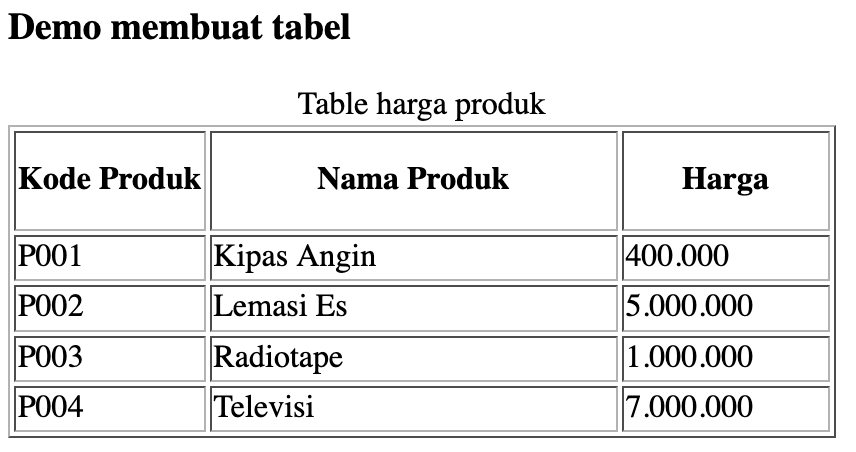 Demo membuat tabel
Table harga produk
Kode Produk Nama Produk Harga
P001 Kipas Angin 400.000
P002 Lemasi Es 5.000.000
P003 Radiotape 1.000.000
P004 Televisi 7.000.000